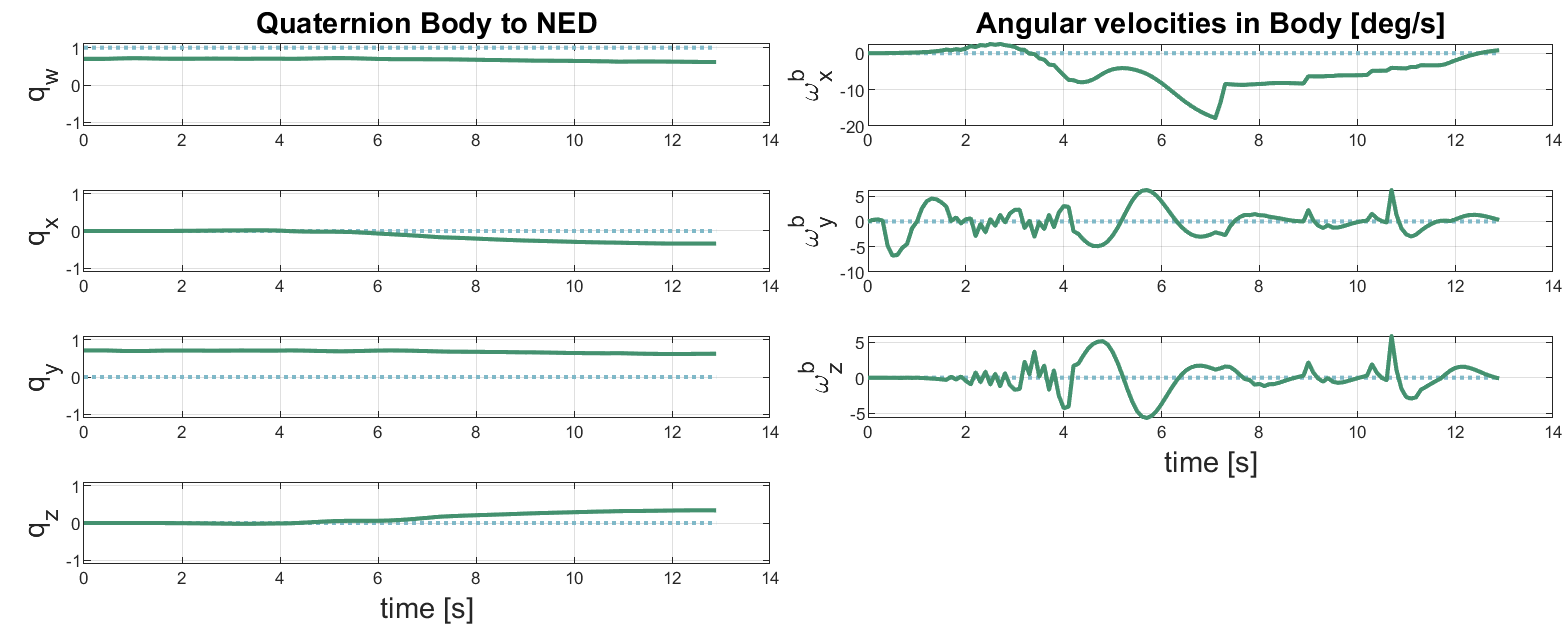 Quaternion Body to NED
q_w
1
0
-1
0 2 4 6 8 10 12 14
q_x
1
0
-1
0 2 4 6 8 10 12 14
q_y
1
0
-1
0 2 4 6 8 10 12 14
q_z
1
0
-1
0 2 4 6 8 10 12 14
time [s]
Angular velocities in Body [deg/s]
ω_x^b
0
-10
-20
0 2 4 6 8 10 12 14
ω_y^b
5
0
-5
-10
0 2 4 6 8 10 12 14
ω_z^b
5
0
-5
0 2 4 6 8 10 12 14
time [s]